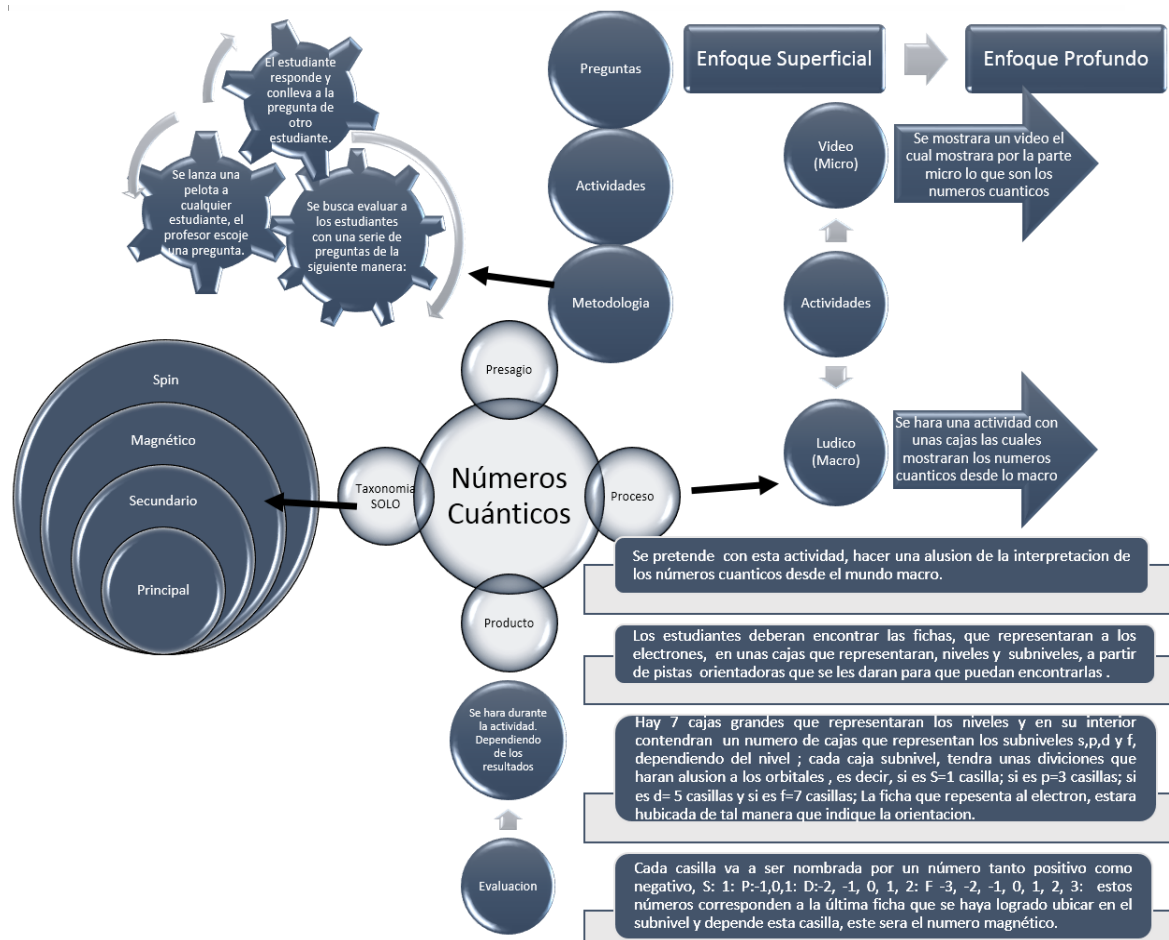 El estudiante
responde y
conlleva a la
pregunta de
otro
estudiante.
Se lanza una
pelota a
cualquier
estudiante, el
profesor escoje
una pregunta.
Se busca evaluar a
los estudiantes
con una serie de
preguntas de la
siguiente manera:
Preguntas
Actividades
Metodologia
Enfoque Superficial
Enfoque Profundo
Video
(Micro)
Se mostrara un video el
cual mostrara por la parte
micro lo que son los
numeros cuanticos
Actividades
Ludico
(Macro)
Se hara una actividad con
unas cajas las cuales
mostraran los numeros
cuanticos desde lo macro
Spin
Magnético
Secundario
Principal
Presagio
Taxonomia
SOLO
Números
Cuánticos
Proceso
Producto
Se hara durante
la actividad.
Dependiendo
de los
resultados
Evaluacion
Se pretende con esta actividad, hacer una alusion de la interpretacion de
los números cuanticos desde el mundo macro.
Los estudiantes deberan encontrar las fichas, que representaran a los
electrones, en unas cajas que representaran, niveles y subniveles, a partir
de pistas orientadoras que se les daran para que puedan encontrarlas .
Hay 7 cajas grandes que representaran los niveles y en su interior
contendran un numero de cajas que representan los subniveles s,p,d y f,
dependiendo del nivel ; cada caja subnivel, tendra unas diviciones que
haran alusion a los orbitales , es decir, si es S=1 casilla; si es p=3 casillas; si
es d= 5 casillas y si es f=7 casillas; La ficha que repesenta al electron, estara
hubicada de tal manera que indique la orientacion.
Cada casilla va a ser nombrada por un número tanto positivo como
negativo, S: 1: P:-1,0,1: D:-2, -1, 0, 1, 2: F -3, -2, -1, 0, 1, 2, 3: estos
números corresponden a la última ficha que se haya logrado ubicar en el
subnivel y depende esta casilla, este sera el numero magnético.